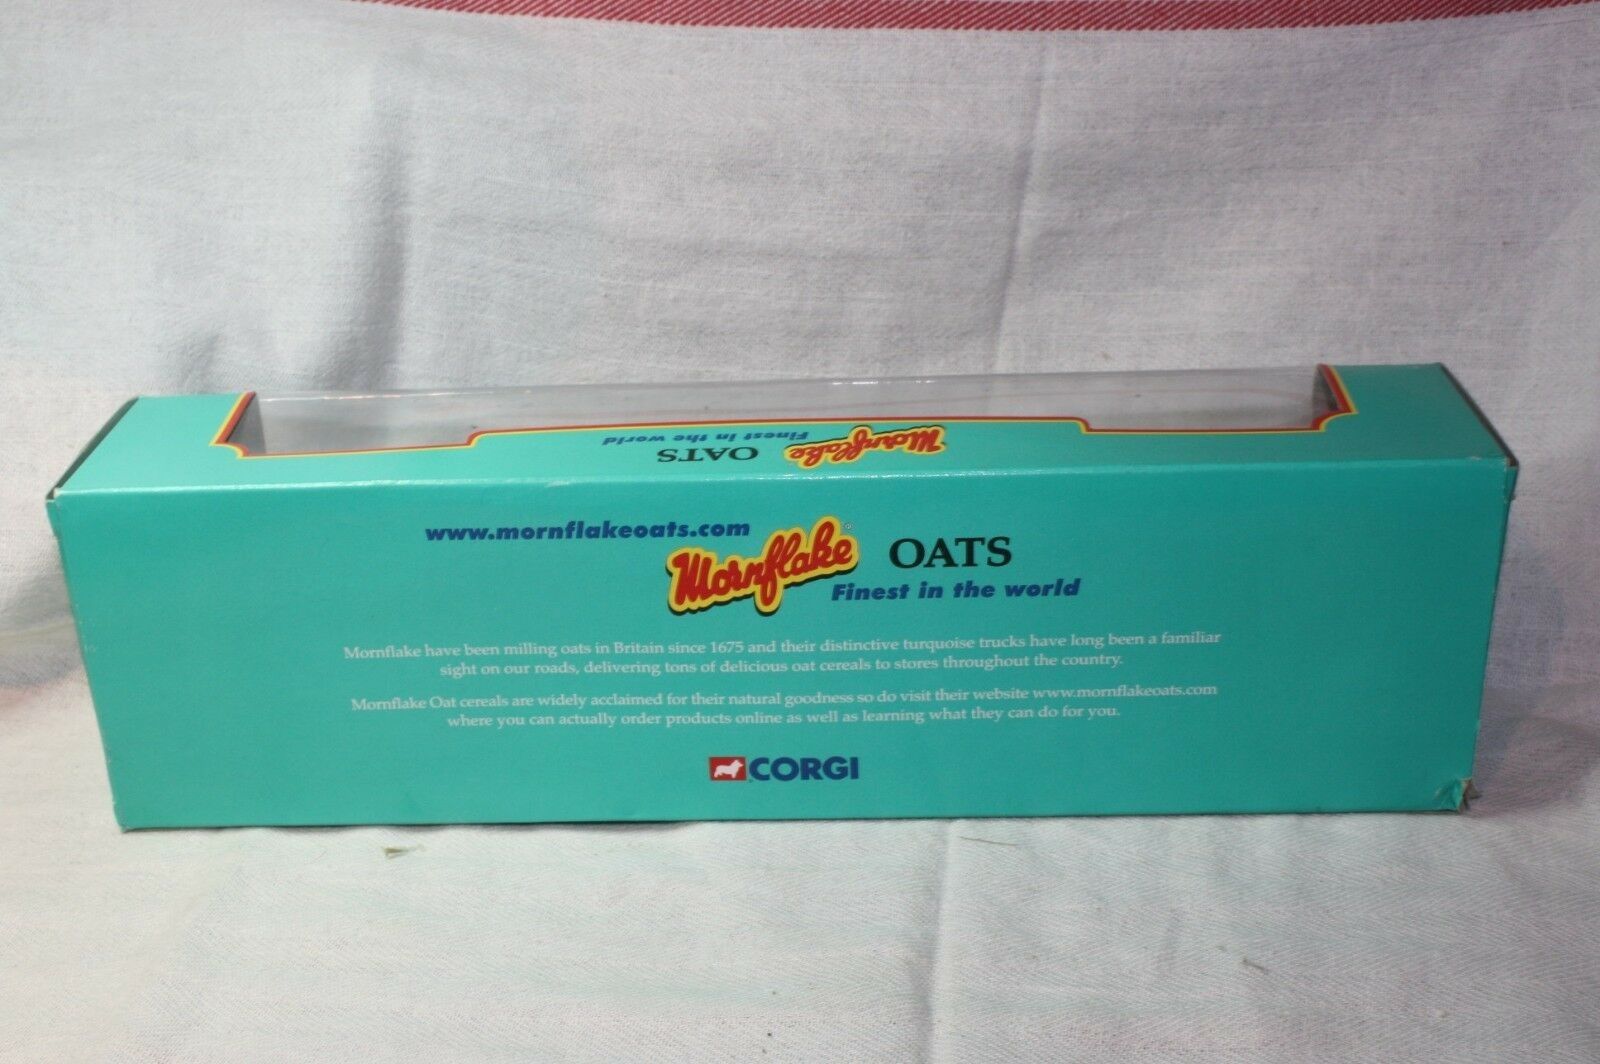 Mornflake OATS
Finest in the world
www.mornflakeoats.com
Mornflake® OATS
Finest in the world
Mornflake have been milling oats in Britain since 1675 and their distinctive turquoise trucks have long been a familiar
sight on our roads, delivering tons of delicious oat cereals to stores throughout the country.
Mornflake Oat cereals are widely acclaimed for their natural goodness so do visit their website www.mornflakeoats.com
where you can actually order products online as well as learning what they can do for you.
CORGI